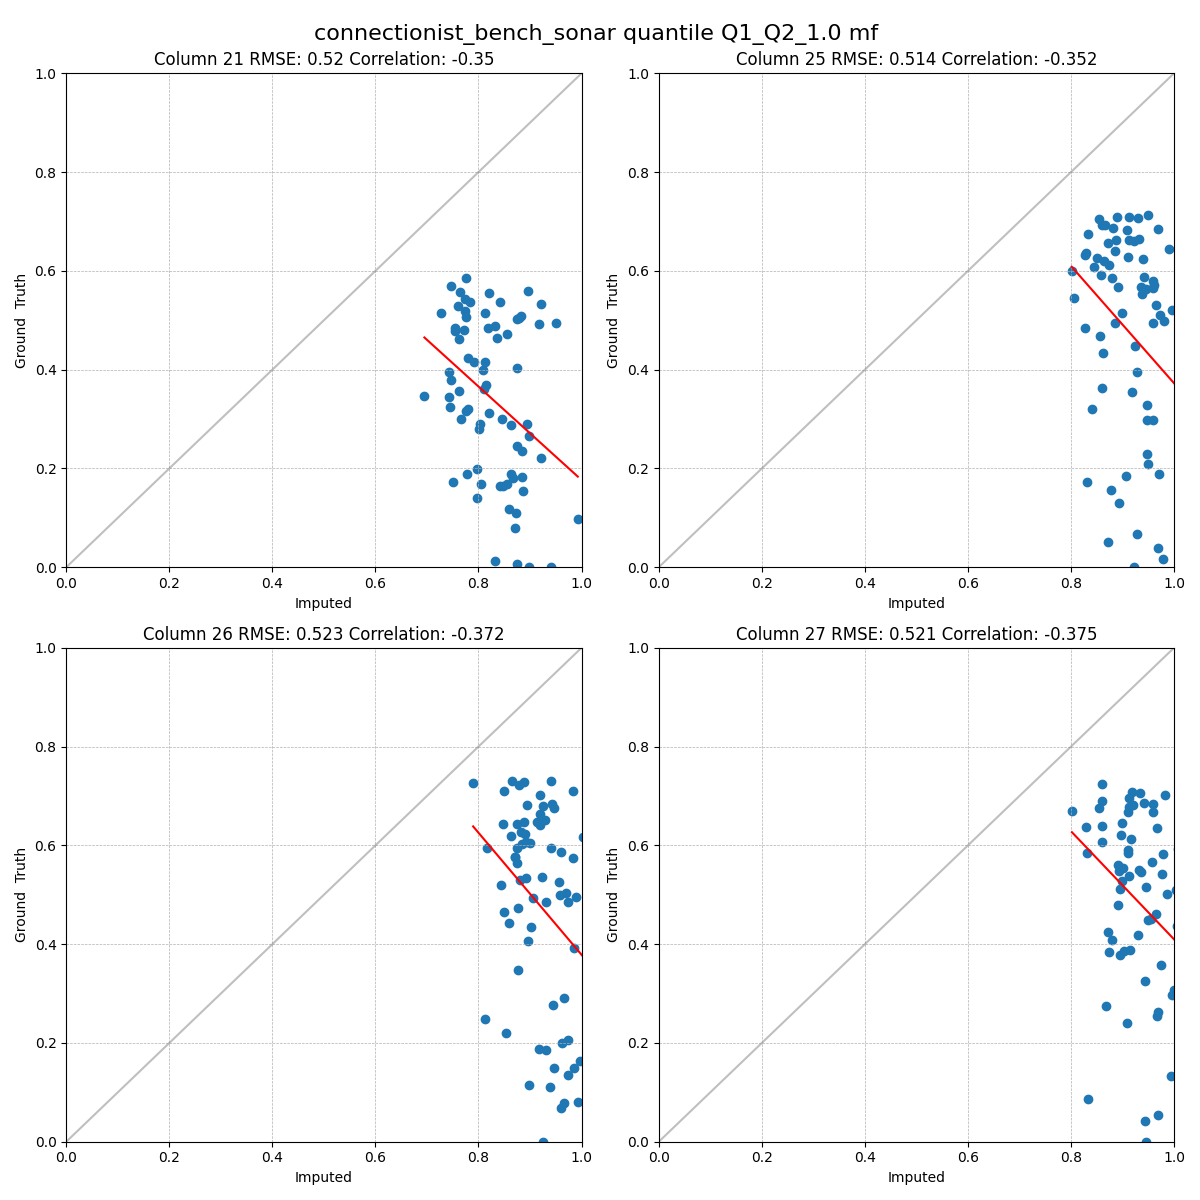 connectionist_bench_sonar quantile Q1_Q2_1.0 mf
Column 21 RMSE: 0.52 Correlation: -0.35
Column 25 RMSE: 0.514 Correlation: -0.352
1.0
0.8
0.6
0.4
0.2
0.0
Ground Truth
0.0 0.2 0.4 0.6 0.8 1.0
Imputed
1.0
0.8
0.6
0.4
0.2
0.0
Ground Truth
0.0 0.2 0.4 0.6 0.8 1.0
Imputed
Column 26 RMSE: 0.523 Correlation: -0.372
Column 27 RMSE: 0.521 Correlation: -0.375
1.0
0.8
0.6
0.4
0.2
0.0
Ground Truth
0.0 0.2 0.4 0.6 0.8 1.0
Imputed
1.0
0.8
0.6
0.4
0.2
0.0
Ground Truth
0.0 0.2 0.4 0.6 0.8 1.0
Imputed